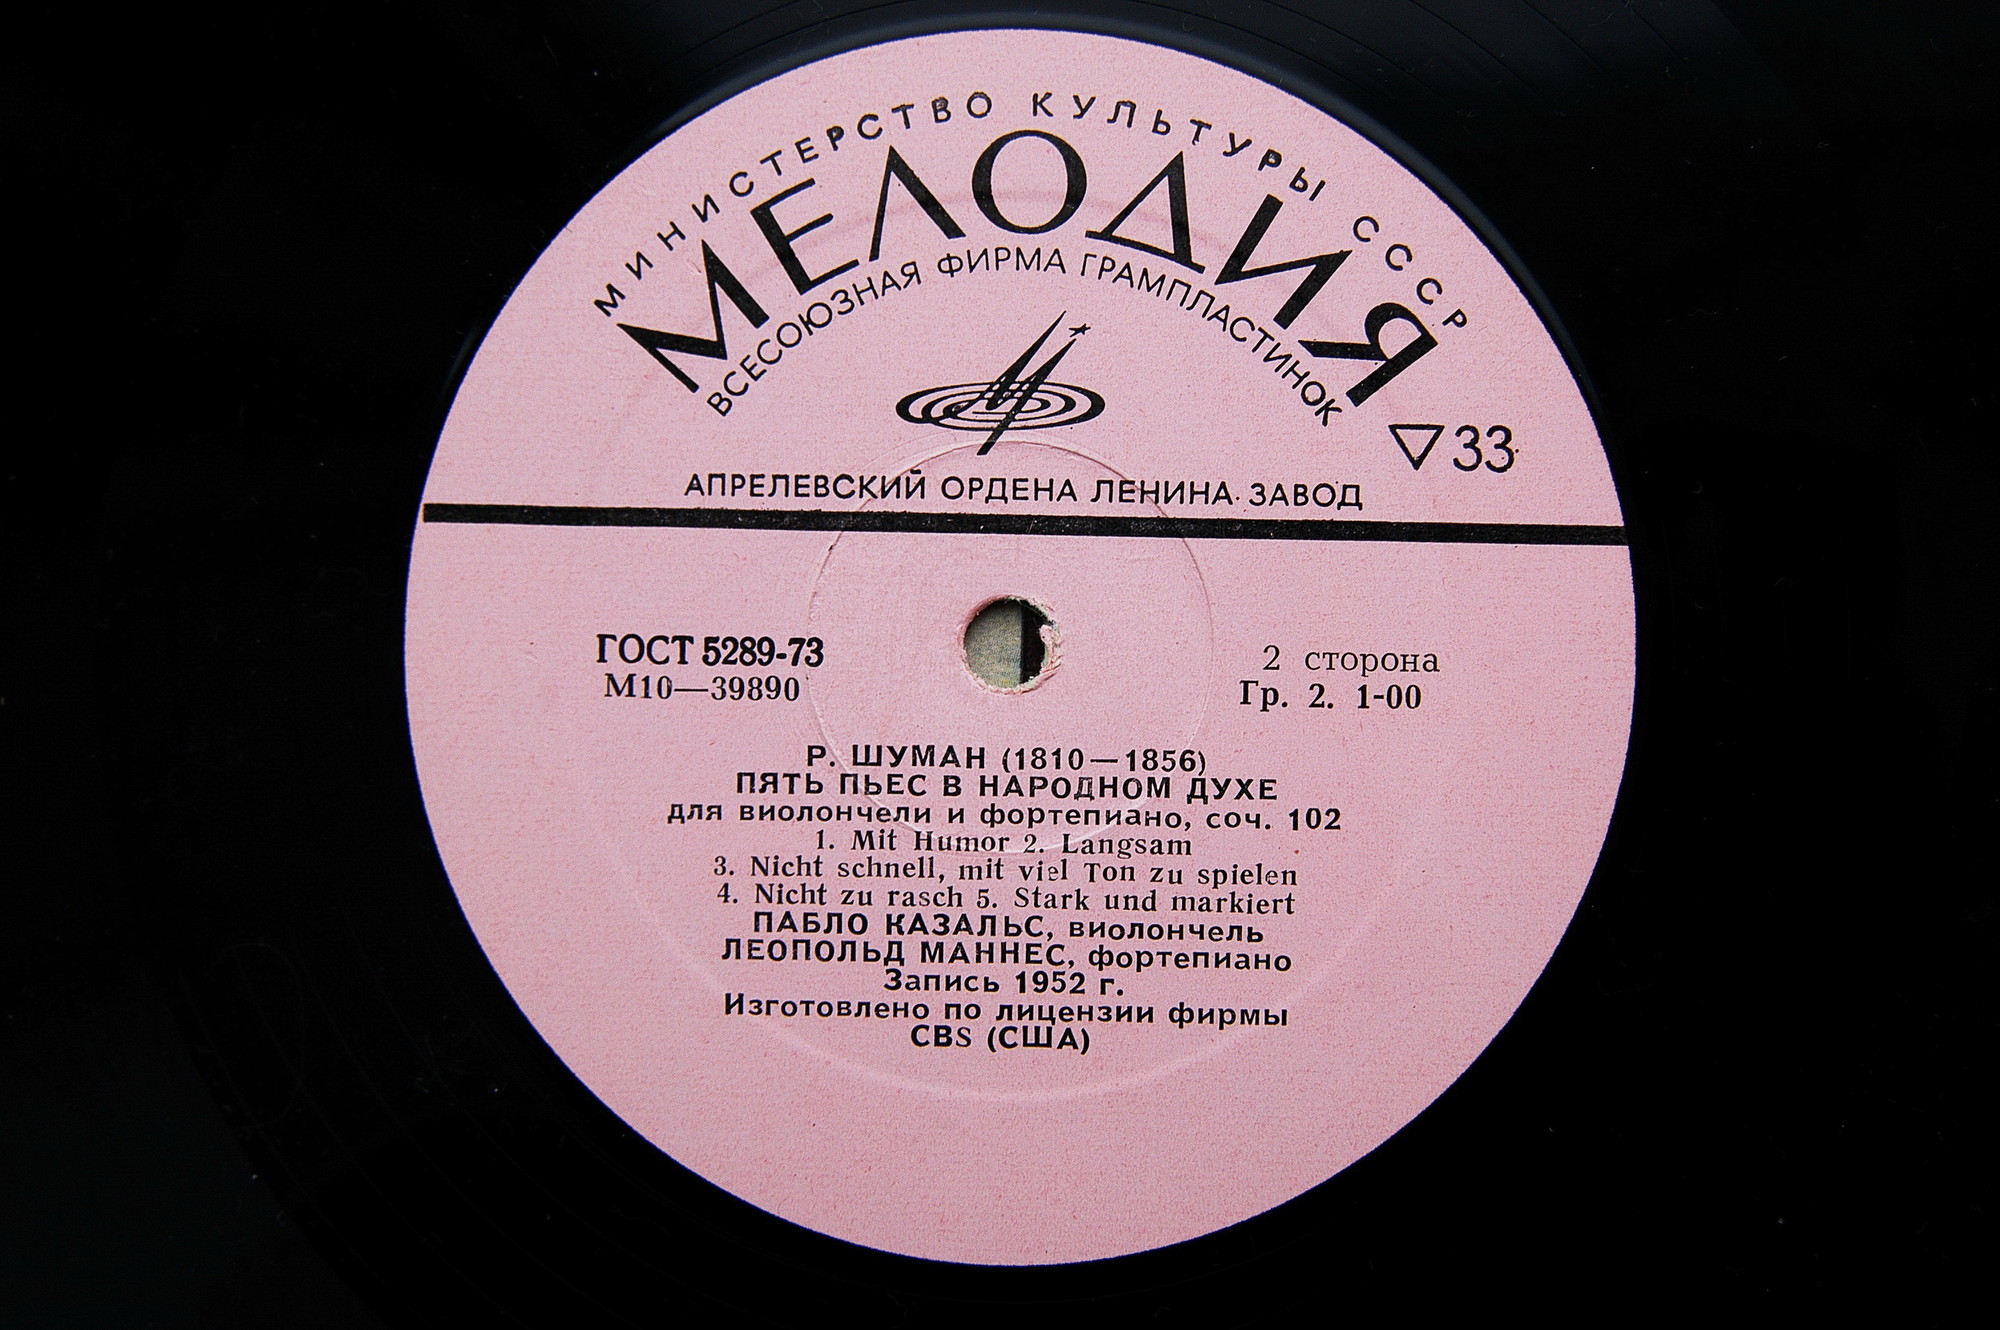 МИНИСТЕРСТВО КУЛЬТУРЫ СССР
МЕЛОДИЯ
ВСЕСОЮЗНАЯ ФИРМА ГРАМПЛАСТИНОК
▽33
АПРЕЛЕВСКИЙ ОРДЕНА ЛЕНИНА ЗАВОД
ГОСТ 5289-73
М10—39890
2 сторона
Гр. 2. 1-00
Р. ШУМАН (1810—1856)
ПЯТЬ ПЬЕС В НАРОДНОМ ДУХЕ
для виолончели и фортепиано, соч. 102
1. Mit Humor 2. Langsam
3. Nicht schnell, mit viel Ton zu spielen
4. Nicht zu rasch 5. Stark und markiert
ПАБЛО КАЗАЛЬС, виолончель
ЛЕОПОЛЬД МАННЕС, фортепиано
Запись 1952 г.
Изготовлено по лицензии фирмы
CBS (США)